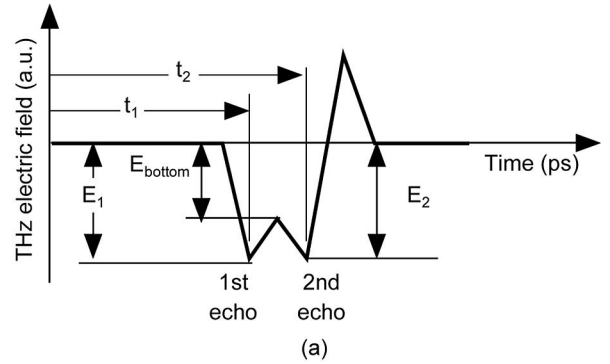 THz electric field (a.u.)
t2
t1
Time (ps)
Ebottom
E1
E2
1st
echo
2nd
echo
(a)